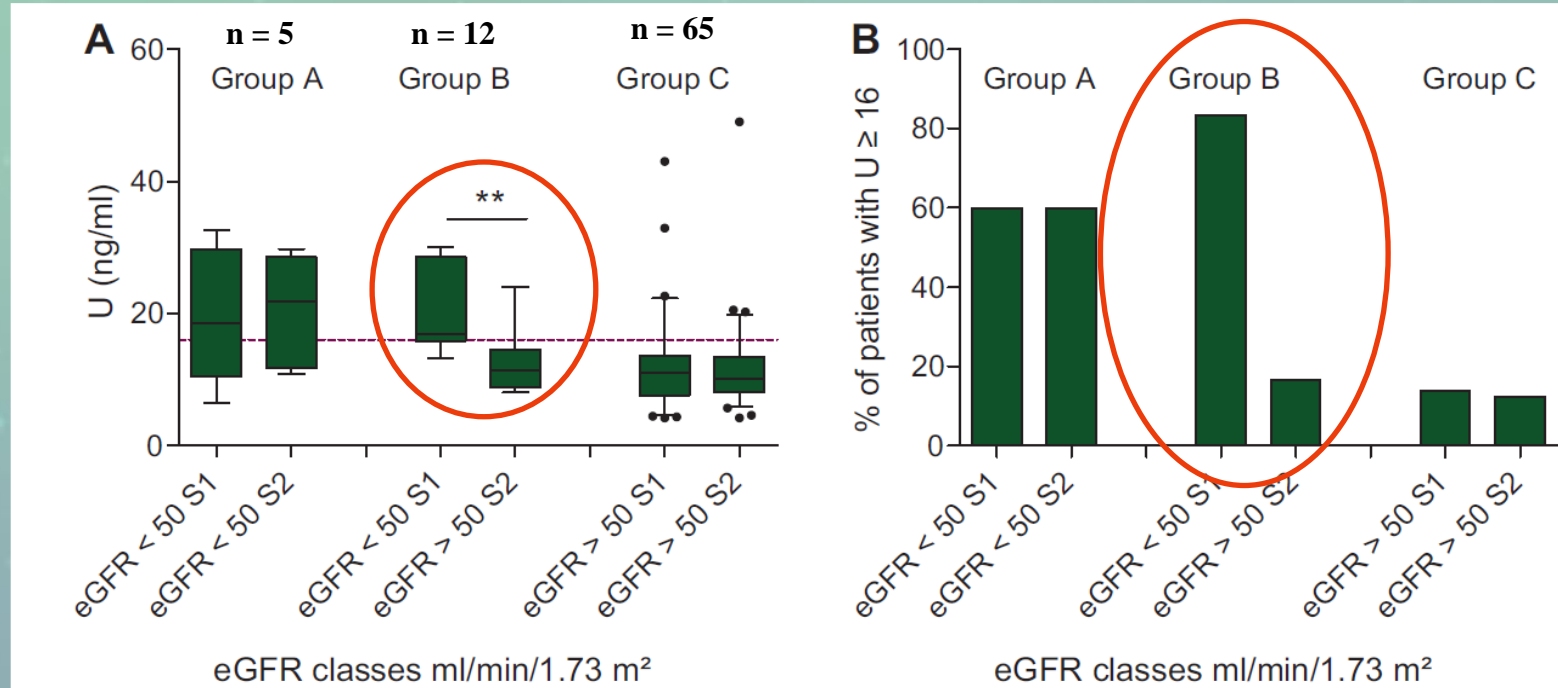 A
n = 5
n = 12
n = 65
Group A
Group B
Group C
60
40
20
0
U (ng/ml)
**
eGFR < 50 S1
eGFR < 50 S2
eGFR < 50 S1
eGFR > 50 S2
eGFR > 50 S1
eGFR > 50 S2
eGFR classes ml/min/1.73 m²
B
Group A
Group B
Group C
100
80
60
40
20
0
% of patients with U ≥ 16
eGFR < 50 S1
eGFR < 50 S2
eGFR < 50 S1
eGFR > 50 S2
eGFR > 50 S1
eGFR > 50 S2
eGFR classes ml/min/1.73 m²